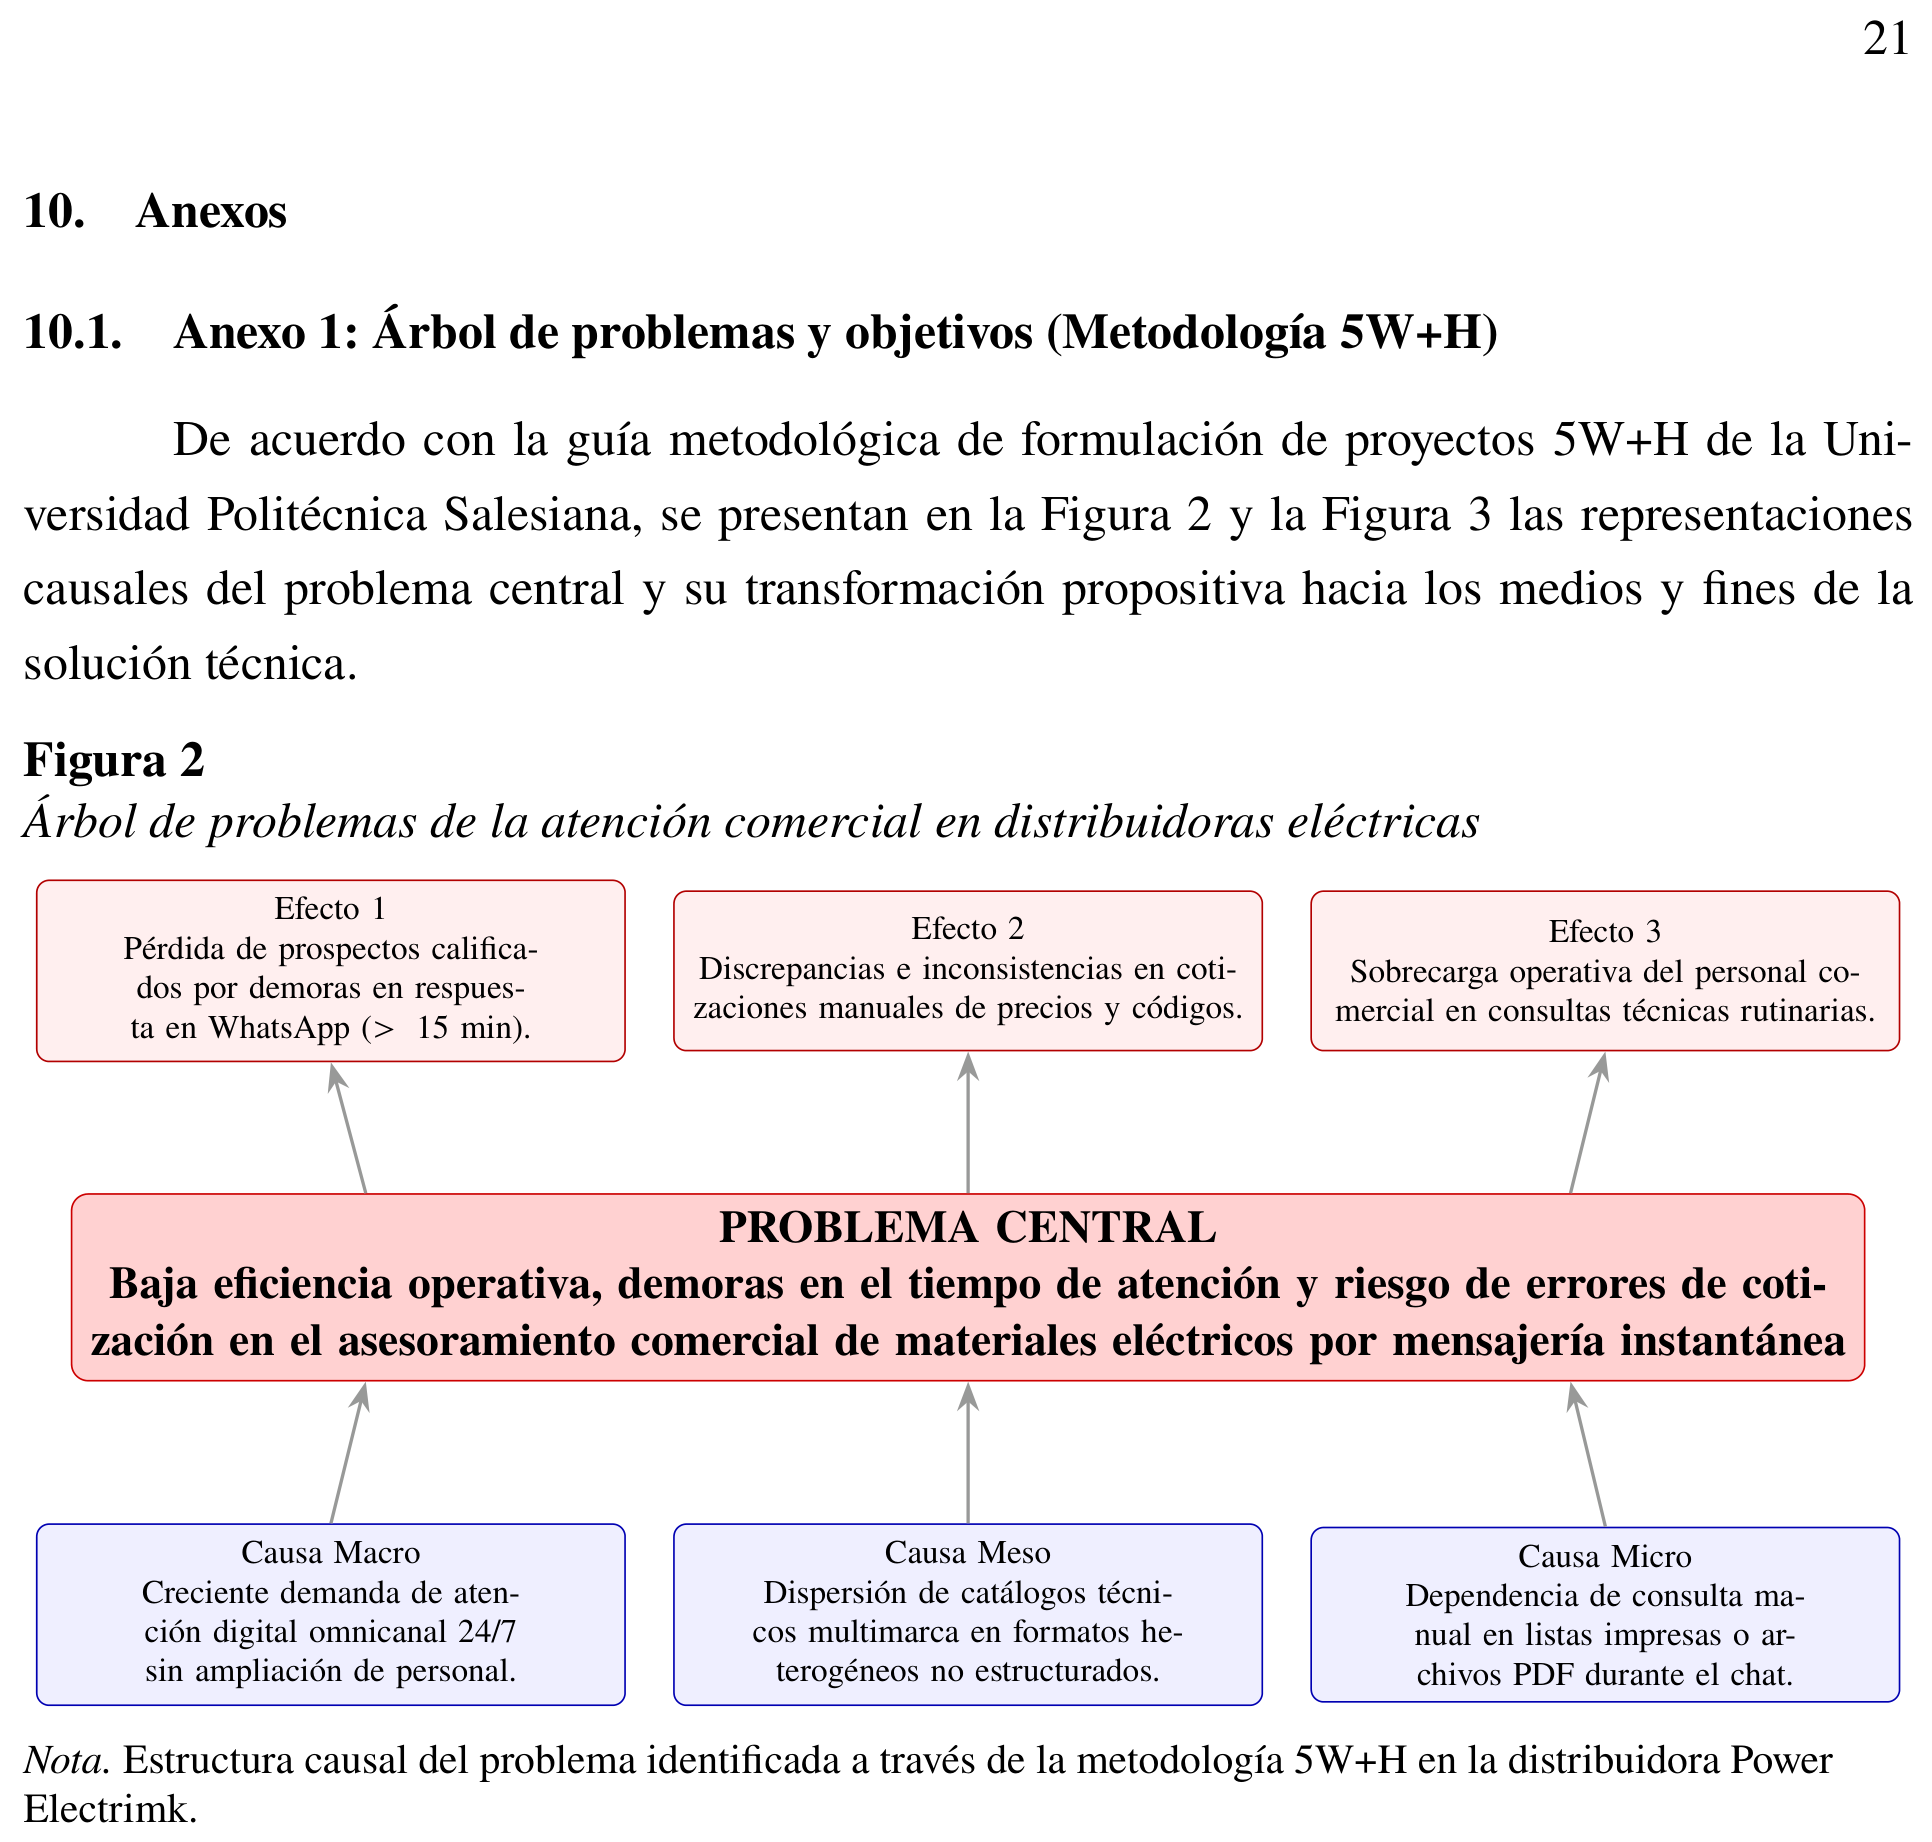 21
10. Anexos
10.1. Anexo 1: Árbol de problemas y objetivos (Metodología 5W+H)
De acuerdo con la guía metodológica de formulación de proyectos 5W+H de la Uni-
versidad Politécnica Salesiana, se presentan en la Figura 2 y la Figura 3 las representaciones
causales del problema central y su transformación propositiva hacia los medios y fines de la
solución técnica.
Figura 2
Árbol de problemas de la atención comercial en distribuidoras eléctricas
Efecto 1
Pérdida de prospectos califica-
dos por demoras en respues-
ta en WhatsApp (> 15 min).
Efecto 2
Discrepancias e inconsistencias en coti-
zaciones manuales de precios y códigos.
Efecto 3
Sobrecarga operativa del personal co-
mercial en consultas técnicas rutinarias.
PROBLEMA CENTRAL
Baja eficiencia operativa, demoras en el tiempo de atención y riesgo de errores de coti-
zación en el asesoramiento comercial de materiales eléctricos por mensajería instantánea
Causa Macro
Creciente demanda de aten-
ción digital omnicanal 24/7
sin ampliación de personal.
Causa Meso
Dispersión de catálogos técni-
cos multimarca en formatos he-
terogéneos no estructurados.
Causa Micro
Dependencia de consulta ma-
nual en listas impresas o ar-
chivos PDF durante el chat.
Nota. Estructura causal del problema identificada a través de la metodología 5W+H en la distribuidora Power
Electrimk.